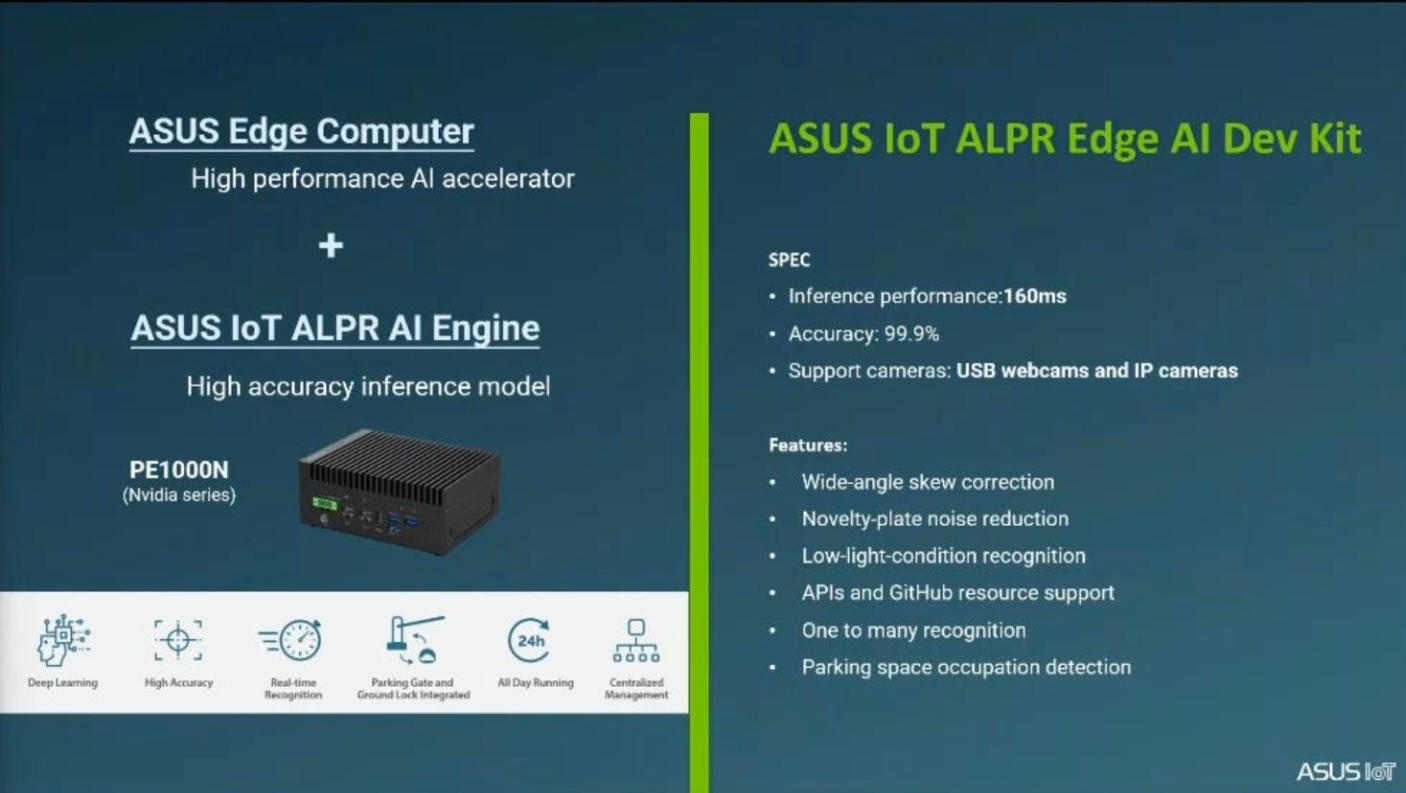 ASUS Edge Computer
High performance AI accelerator
+
ASUS IoT ALPR AI Engine
High accuracy inference model
PE1000N
(Nvidia series)
24h
Deep Learning
High Accuracy
Real-time
Recognition
Parking Gate and
Ground Lock Integrated
All Day Running
Centralized
Management
ASUS IoT ALPR Edge AI Dev Kit
SPEC
• Inference performance:160ms
• Accuracy: 99.9%
• Support cameras: USB webcams and IP cameras
Features:
• Wide-angle skew correction
• Novelty-plate noise reduction
• Low-light-condition recognition
• APIs and GitHub resource support
• One to many recognition
• Parking space occupation detection
ASUS IoT